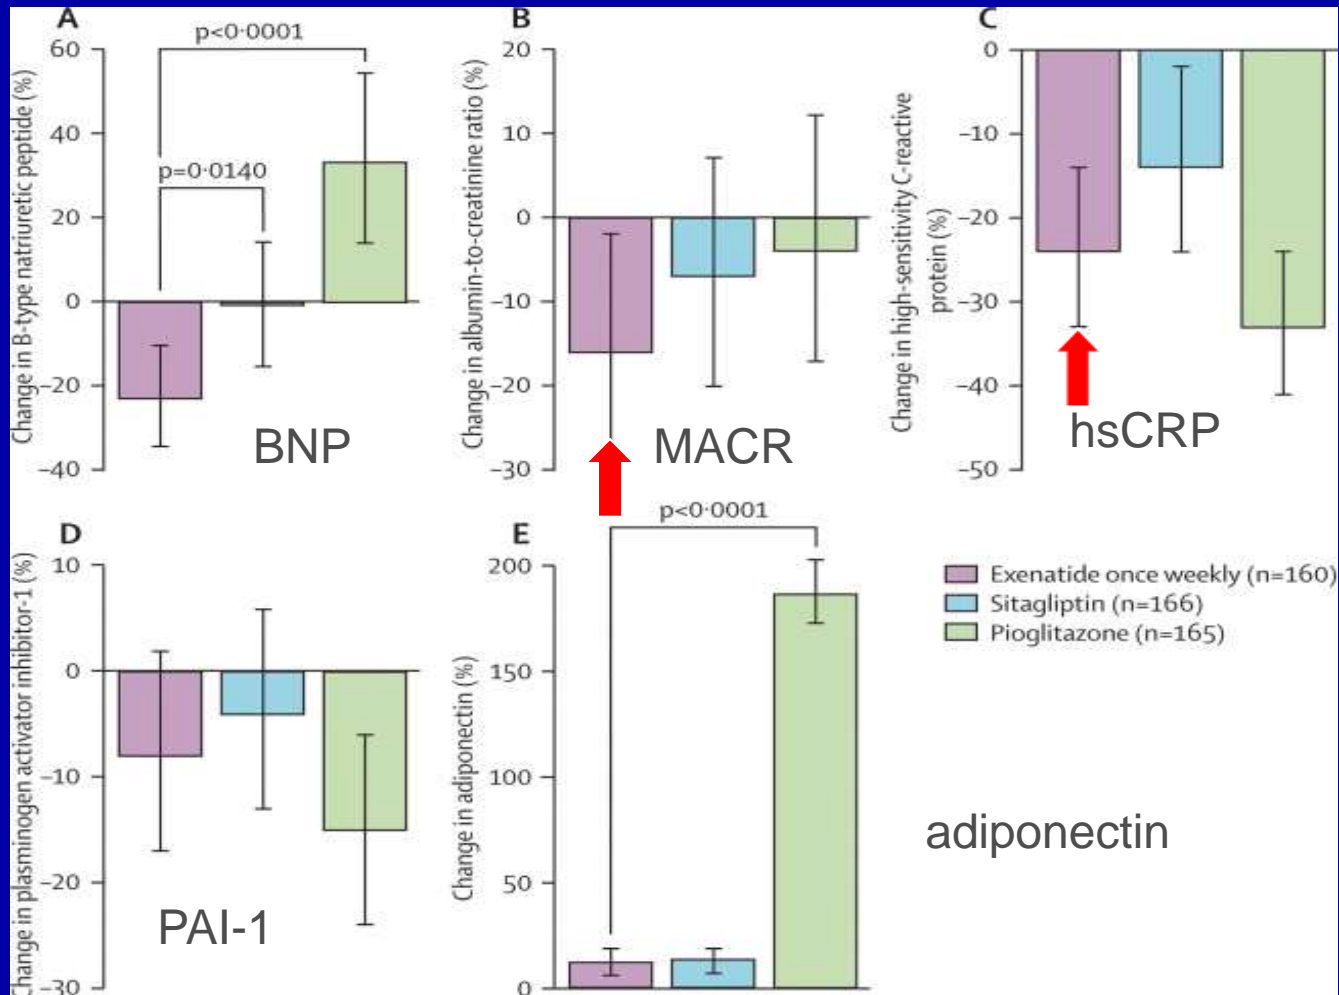 A
p<0·0001
p=0·0140
60
40
20
0
−20
−40
Change in B-type natriuretic peptide (%)
BNP
B
20
10
0
−10
−20
−30
Change in albumin-to-creatinine ratio (%)
MACR
C
0
−10
−20
−30
−40
−50
Change in high-sensitivity C-reactive
protein (%)
hsCRP
D
10
0
−10
−20
−30
Change in plasminogen activator inhibitor-1 (%)
PAI-1
E
p<0·0001
200
150
100
50
0
Change in adiponectin (%)
Exenatide once weekly (n=160)
Sitagliptin (n=166)
Pioglitazone (n=165)
adiponectin